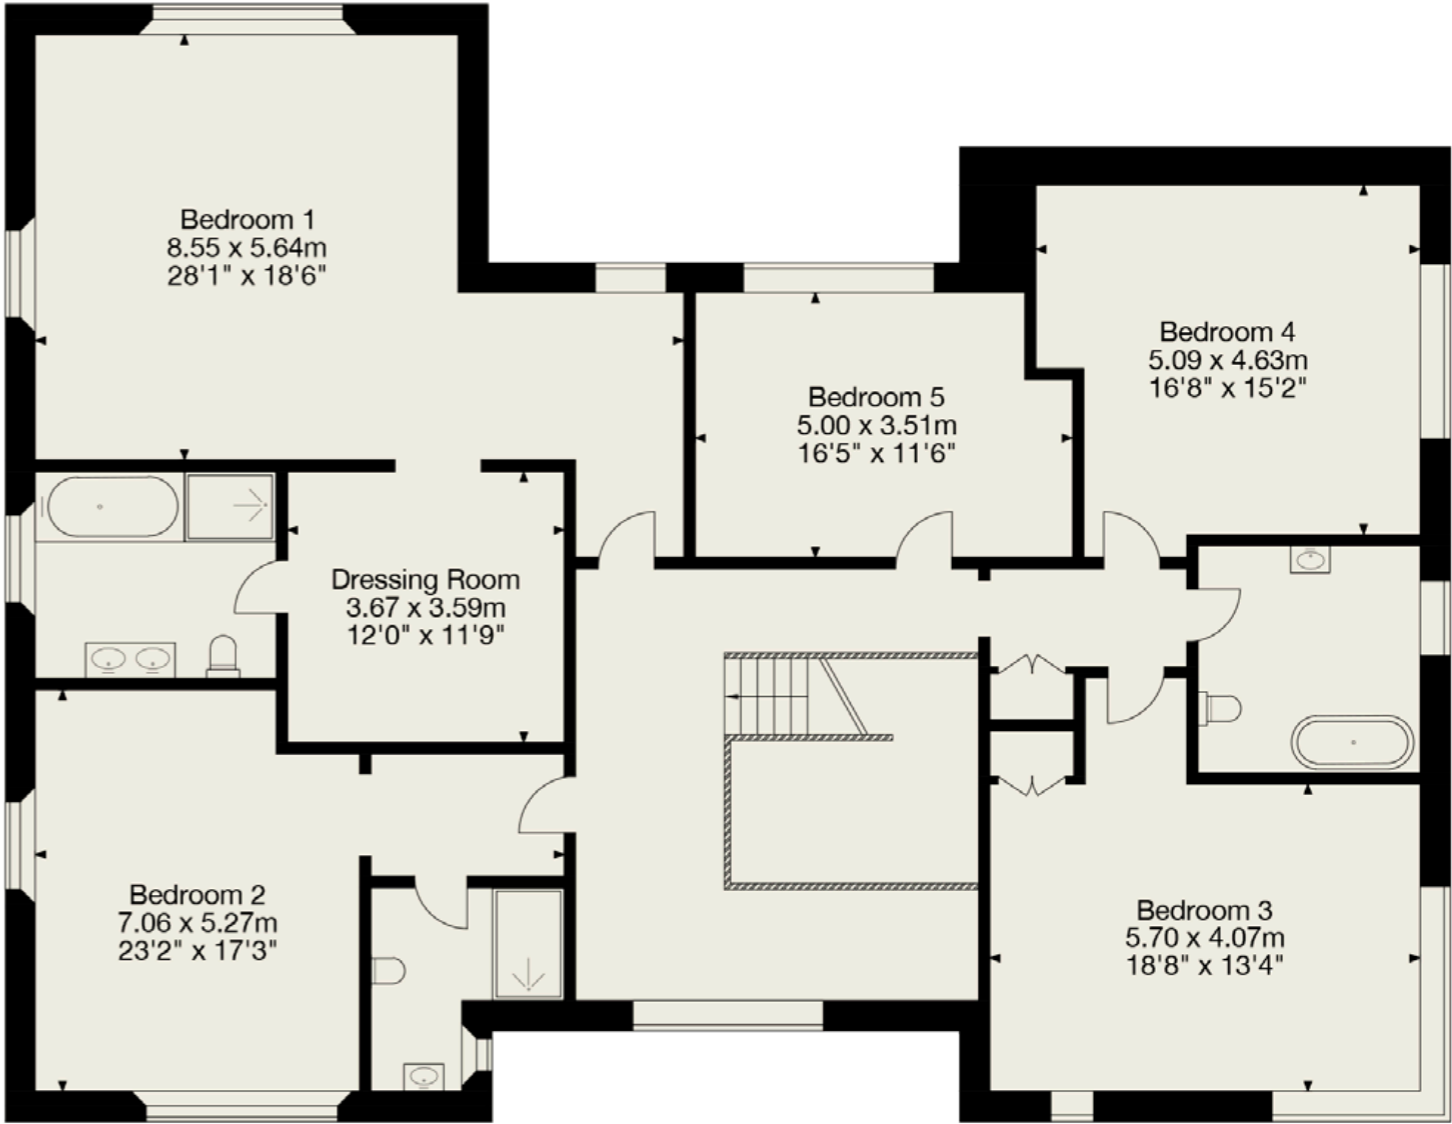 Bedroom 1
8.55 x 5.64m
28'1" x 18'6"
Bedroom 4
5.09 x 4.63m
16'8" x 15'2"
Bedroom 5
5.00 x 3.51m
16'5" x 11'6"
Dressing Room
3.67 x 3.59m
12'0" x 11'9"
Bedroom 2
7.06 x 5.27m
23'2" x 17'3"
Bedroom 3
5.70 x 4.07m
18'8" x 13'4"